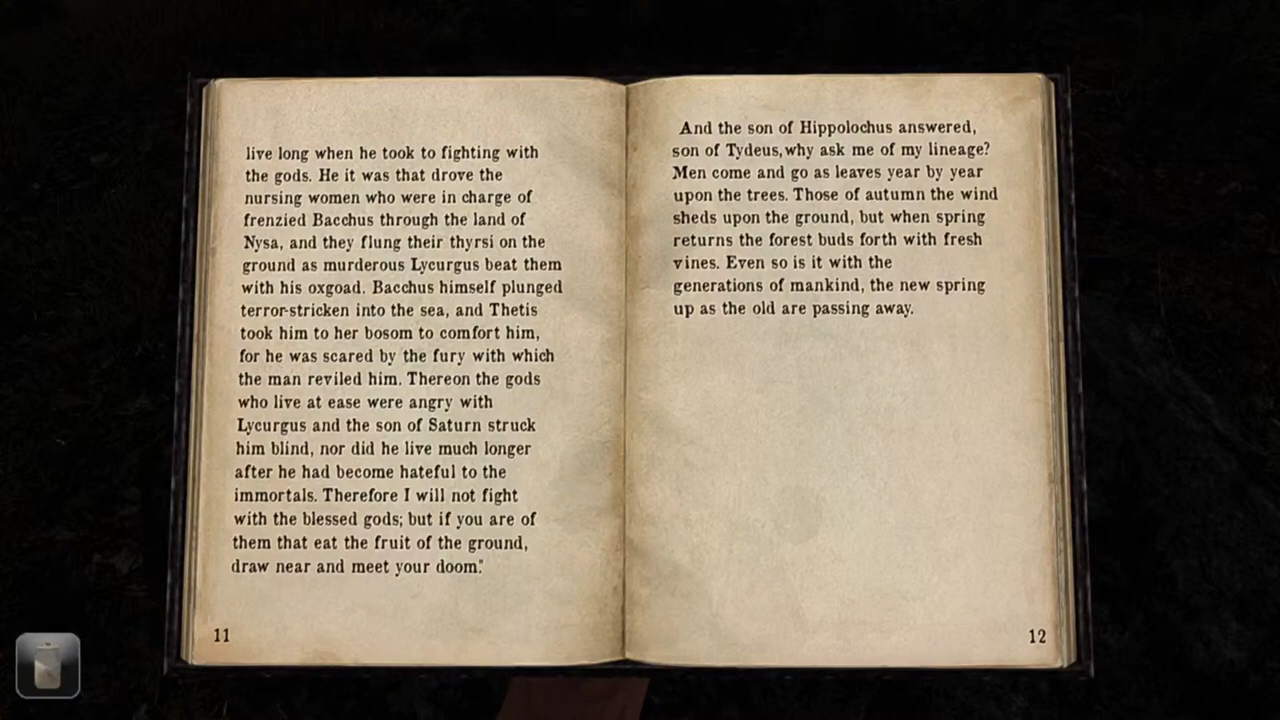 live long when he took to fighting with
the gods. He it was that drove the
nursing women who were in charge of
frenzied Bacchus through the land of
Nysa, and they flung their thyrsi on the
ground as murderous Lycurgus beat them
with his oxgoad. Bacchus himself plunged
terror-stricken into the sea, and Thetis
took him to her bosom to comfort him,
for he was scared by the fury with which
the man reviled him. Thereon the gods
who live at ease were angry with
Lycurgus and the son of Saturn struck
him blind, nor did he live much longer
after he had become hateful to the
immortals. Therefore I will not fight
with the blessed gods; but if you are of
them that eat the fruit of the ground,
draw near and meet your doom."
11
And the son of Hippolochus answered,
son of Tydeus,why ask me of my lineage?
Men come and go as leaves year by year
upon the trees. Those of autumn the wind
sheds upon the ground, but when spring
returns the forest buds forth with fresh
vines. Even so is it with the
generations of mankind, the new spring
up as the old are passing away.
12